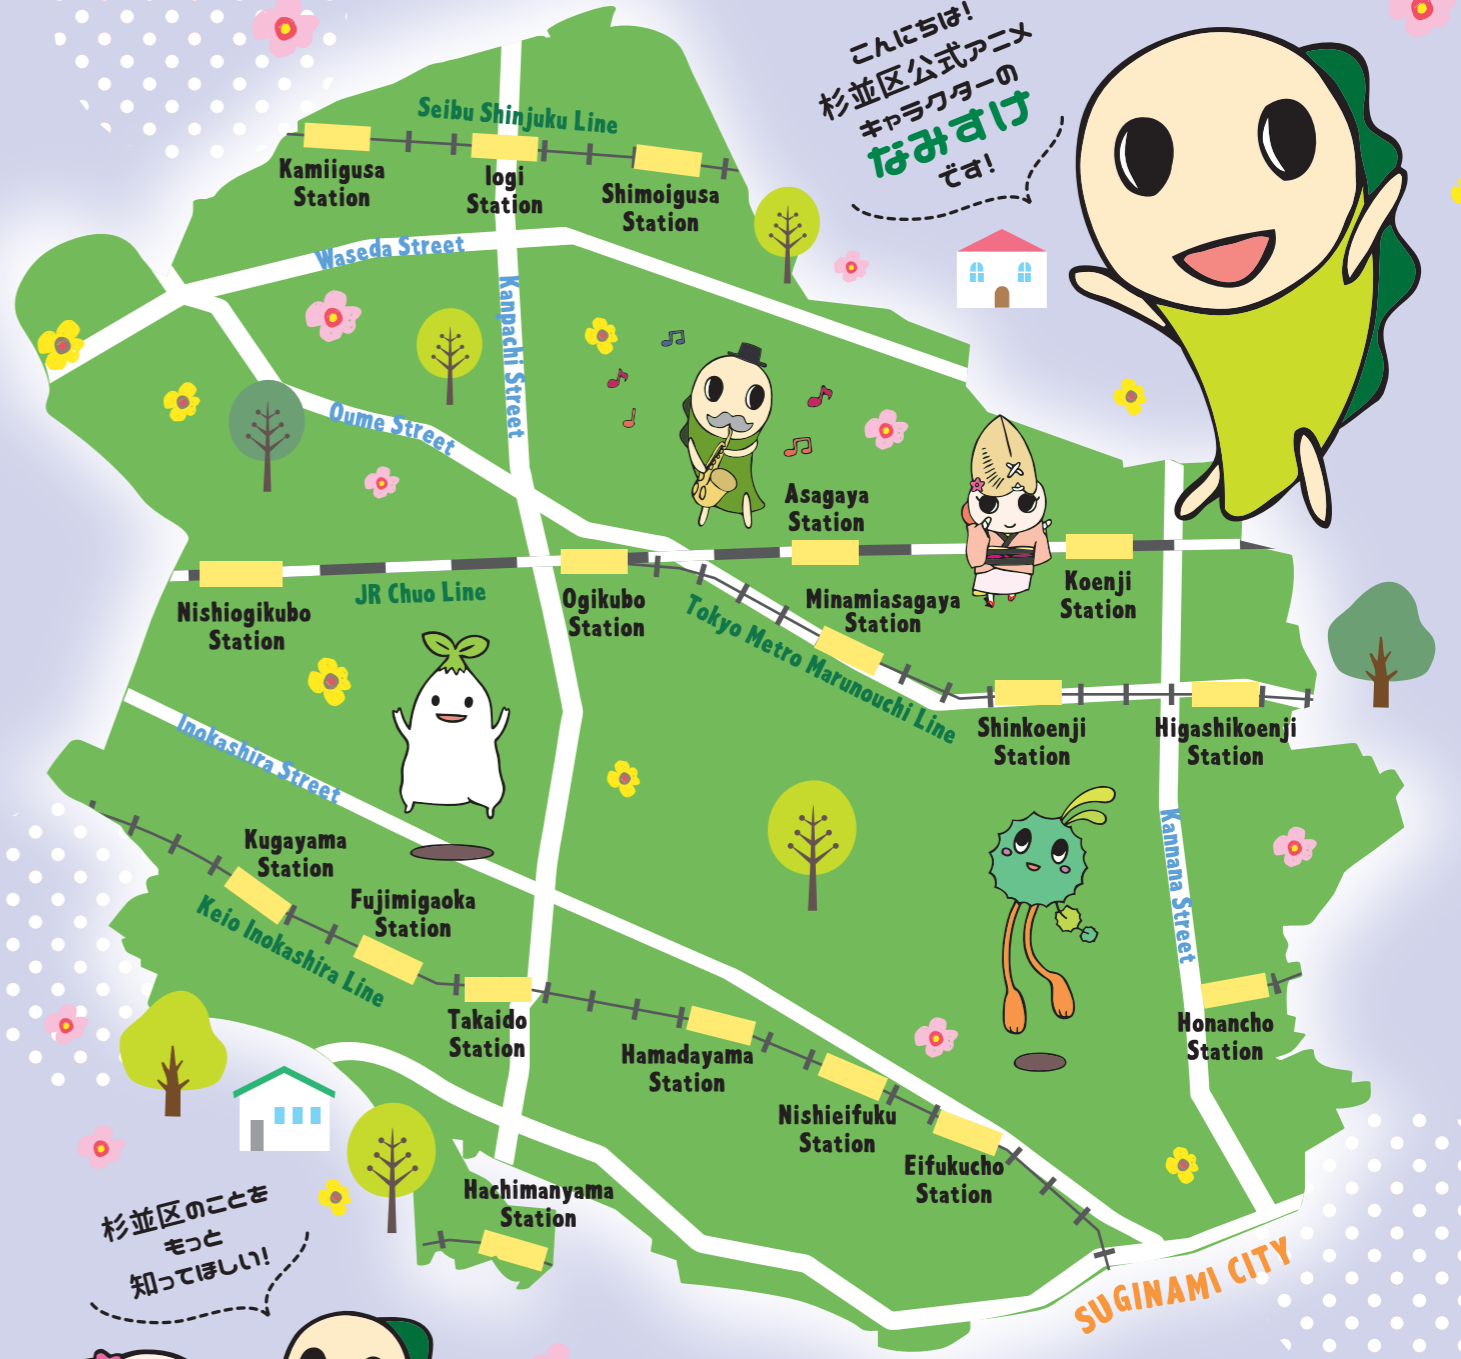 こんにちは!
杉並区公式アニメ
キャラクターの
なみすけ
です!
Seibu Shinjuku Line
Kamiigusa
Station
Iogi
Station
Shimoigusa
Station
Waseda Street
Kanpachi Street
Oume Street
Asagaya
Station
JR Chuo Line
Nishiogikubo
Station
Ogikubo
Station
Minamiasagaya
Station
Koenji
Station
Tokyo Metro Marunouchi Line
Shinkoenji
Station
Higashikoenji
Station
Inokashira Street
Kannana Street
Kugayama
Station
Fujimigaoka
Station
Keio Inokashira Line
Takaido
Station
Hamadayama
Station
Nishieifuku
Station
Eifukucho
Station
Honancho
Station
Hachimanyama
Station
杉並区のことを
もっと
知ってほしい!
SUGINAMI CITY